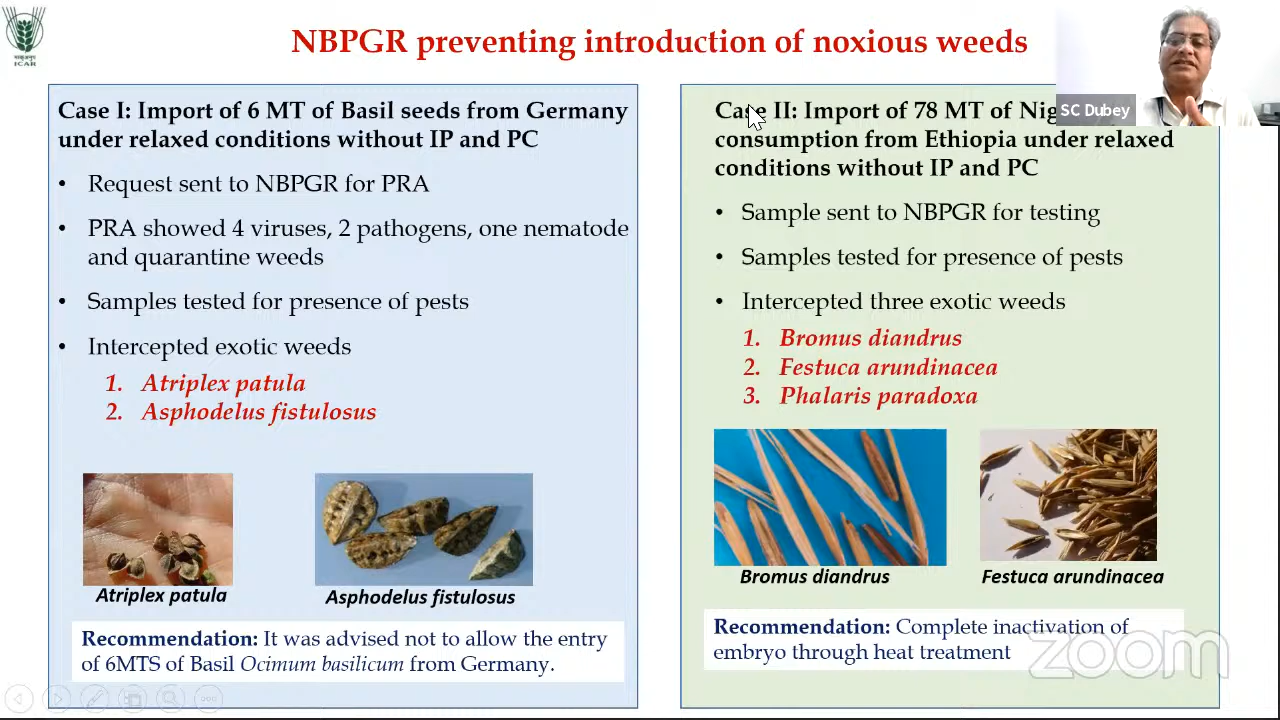 NBPGR preventing introduction of noxious weeds
ICAR
SC Dubey
Case I: Import of 6 MT of Basil seeds from Germany
under relaxed conditions without IP and PC
• Request sent to NBPGR for PRA
• PRA showed 4 viruses, 2 pathogens, one nematode
and quarantine weeds
• Samples tested for presence of pests
• Intercepted exotic weeds
1. Atriplex patula
2. Asphodelus fistulosus
Atriplex patula
Asphodelus fistulosus
Recommendation: It was advised not to allow the entry
of 6MTS of Basil Ocimum basilicum from Germany.
Case II: Import of 78 MT of
consumption from Ethiopia under relaxed
conditions without IP and PC
• Sample sent to NBPGR for testing
• Samples tested for presence of pests
• Intercepted three exotic weeds
1. Bromus diandrus
2. Festuca arundinacea
3. Phalaris paradoxa
Bromus diandrus
Festuca arundinacea
Recommendation: Complete inactivation of
embryo through heat treatment
zoom